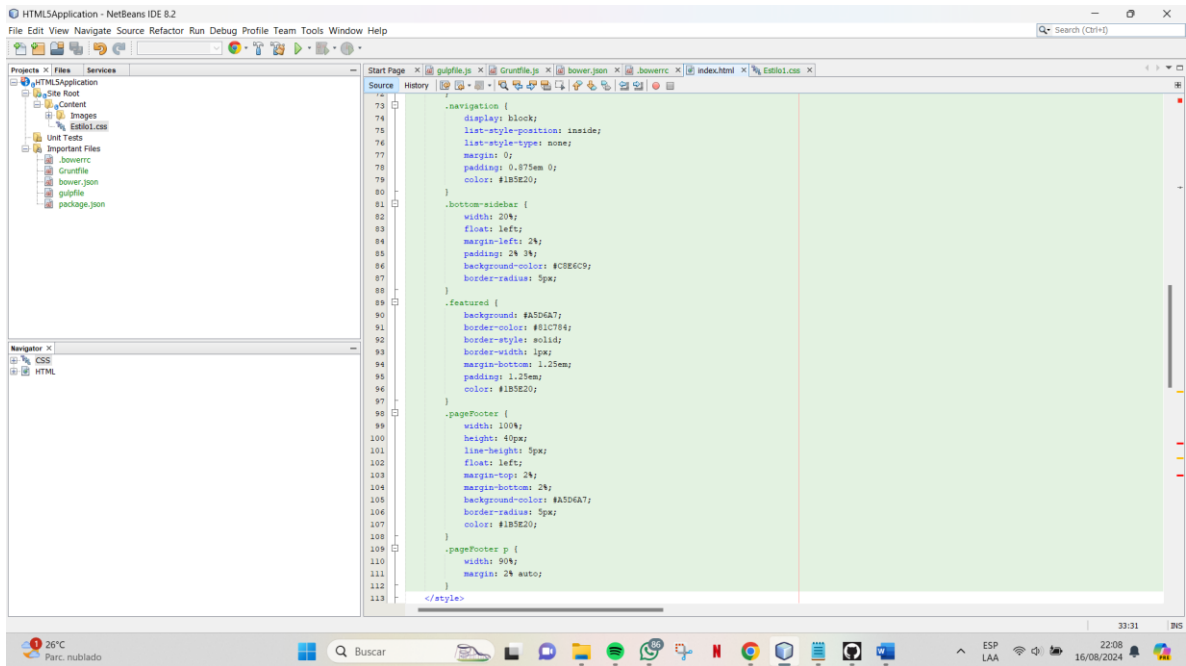 HTML5Application - NetBeans IDE 8.2
File Edit View Navigate Source Refactor Run Debug Profile Team Tools Window Help
Search (Ctrl+I)
Projects Files Services
HTML5Application
Site Root
Content
Images
Estilo1.css
Unit Tests
Important Files
.bowerrc
Gruntfile
bower.json
gulpfile
package.json
Navigator
CSS
HTML
Start Page gulpfile.js Gruntfile.js bower.json .bowerrc index.html Estilo1.css
Source History
72 }
73 .navigation {
74 display: block;
75 list-style-position: inside;
76 list-style-type: none;
77 margin: 0;
78 padding: 0.875em 0;
79 color: #1B5E20;
80 }
81 .bottom-sidebar {
82 width: 20%;
83 float: left;
84 margin-left: 2%;
85 padding: 2% 3%;
86 background-color: #C8E6C9;
87 border-radius: 5px;
88 }
89 .featured {
90 background: #A5D6A7;
91 border-color: #81C784;
92 border-style: solid;
93 border-width: 1px;
94 margin-bottom: 1.25em;
95 padding: 1.25em;
96 color: #1B5E20;
97 }
98 .pageFooter {
99 width: 100%;
100 height: 40px;
101 line-height: 5px;
102 float: left;
103 margin-top: 2%;
104 margin-bottom: 2%;
105 background-color: #A5D6A7;
106 border-radius: 5px;
107 color: #1B5E20;
108 }
109 .pageFooter p {
110 width: 90%;
111 margin: 2% auto;
112 }
113 </style>
33:31 INS
1
26°C
Parc. nublado
Buscar
86
ESP
LAA
22:08
16/08/2024
PRE